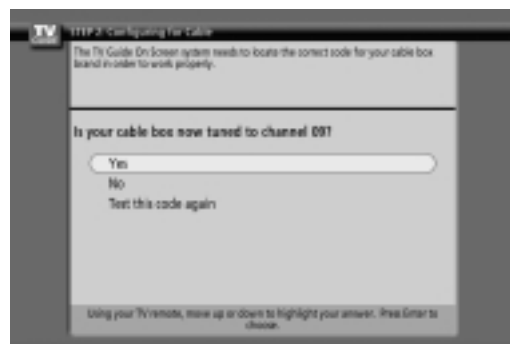 TV
GUIDE
STEP 2: Configuring for Cable
The TV Guide On Screen system needs to locate the correct code for your cable box
brand in order to work properly.
Is your cable box now tuned to channel 09?
Yes
No
Test this code again
Using your TV remote, move up or down to highlight your answer. Press Enter to
choose.